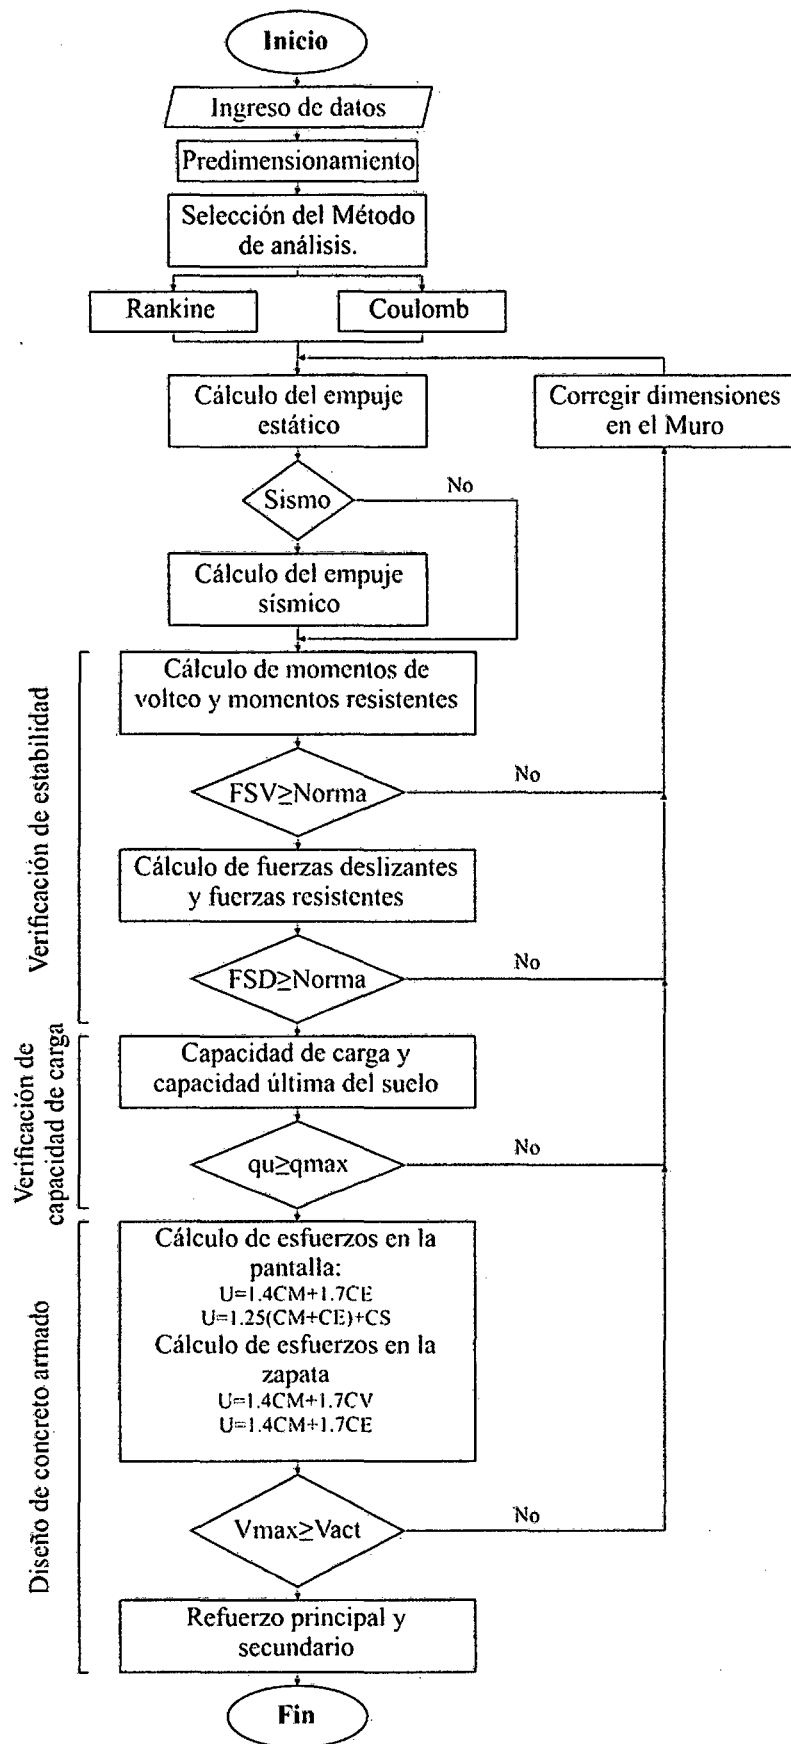 Inicio
Ingreso de datos
Predimensionamiento
Selección del Método
de análisis.
Rankine
Coulomb
Cálculo del empuje
estático
Corregir dimensiones
en el Muro
Sismo
No
Cálculo del empuje
sísmico
Verificación de estabilidad
Cálculo de momentos de
volteo y momentos resistentes
FSV≥Norma
No
Cálculo de fuerzas deslizantes
y fuerzas resistentes
FSD≥Norma
No
Verificación de
capacidad de carga
Capacidad de carga y
capacidad última del suelo
qu≥qmax
No
Diseño de concreto armado
Cálculo de esfuerzos en la
pantalla:
U=1.4CM+1.7CE
U=1.25(CM+CE)+CS
Cálculo de esfuerzos en la
zapata
U=1.4CM+1.7CV
U=1.4CM+1.7CE
Vmax≥Vact
No
Refuerzo principal y
secundario
Fin